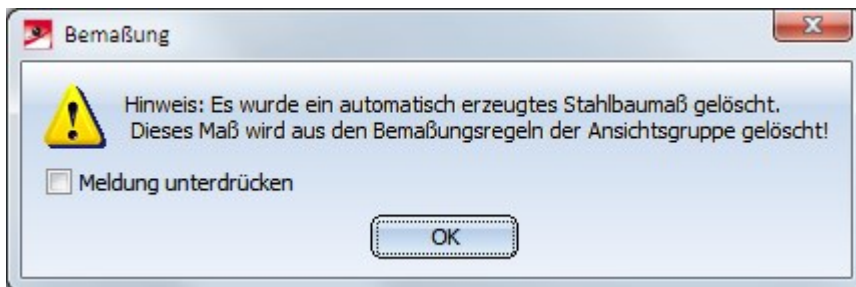 Bemaßung
Hinweis: Es wurde ein automatisch erzeugtes Stahlbaumaß gelöscht.
Dieses Maß wird aus den Bemaßungsregeln der Ansichtsgruppe gelöscht!
Meldung unterdrücken
OK